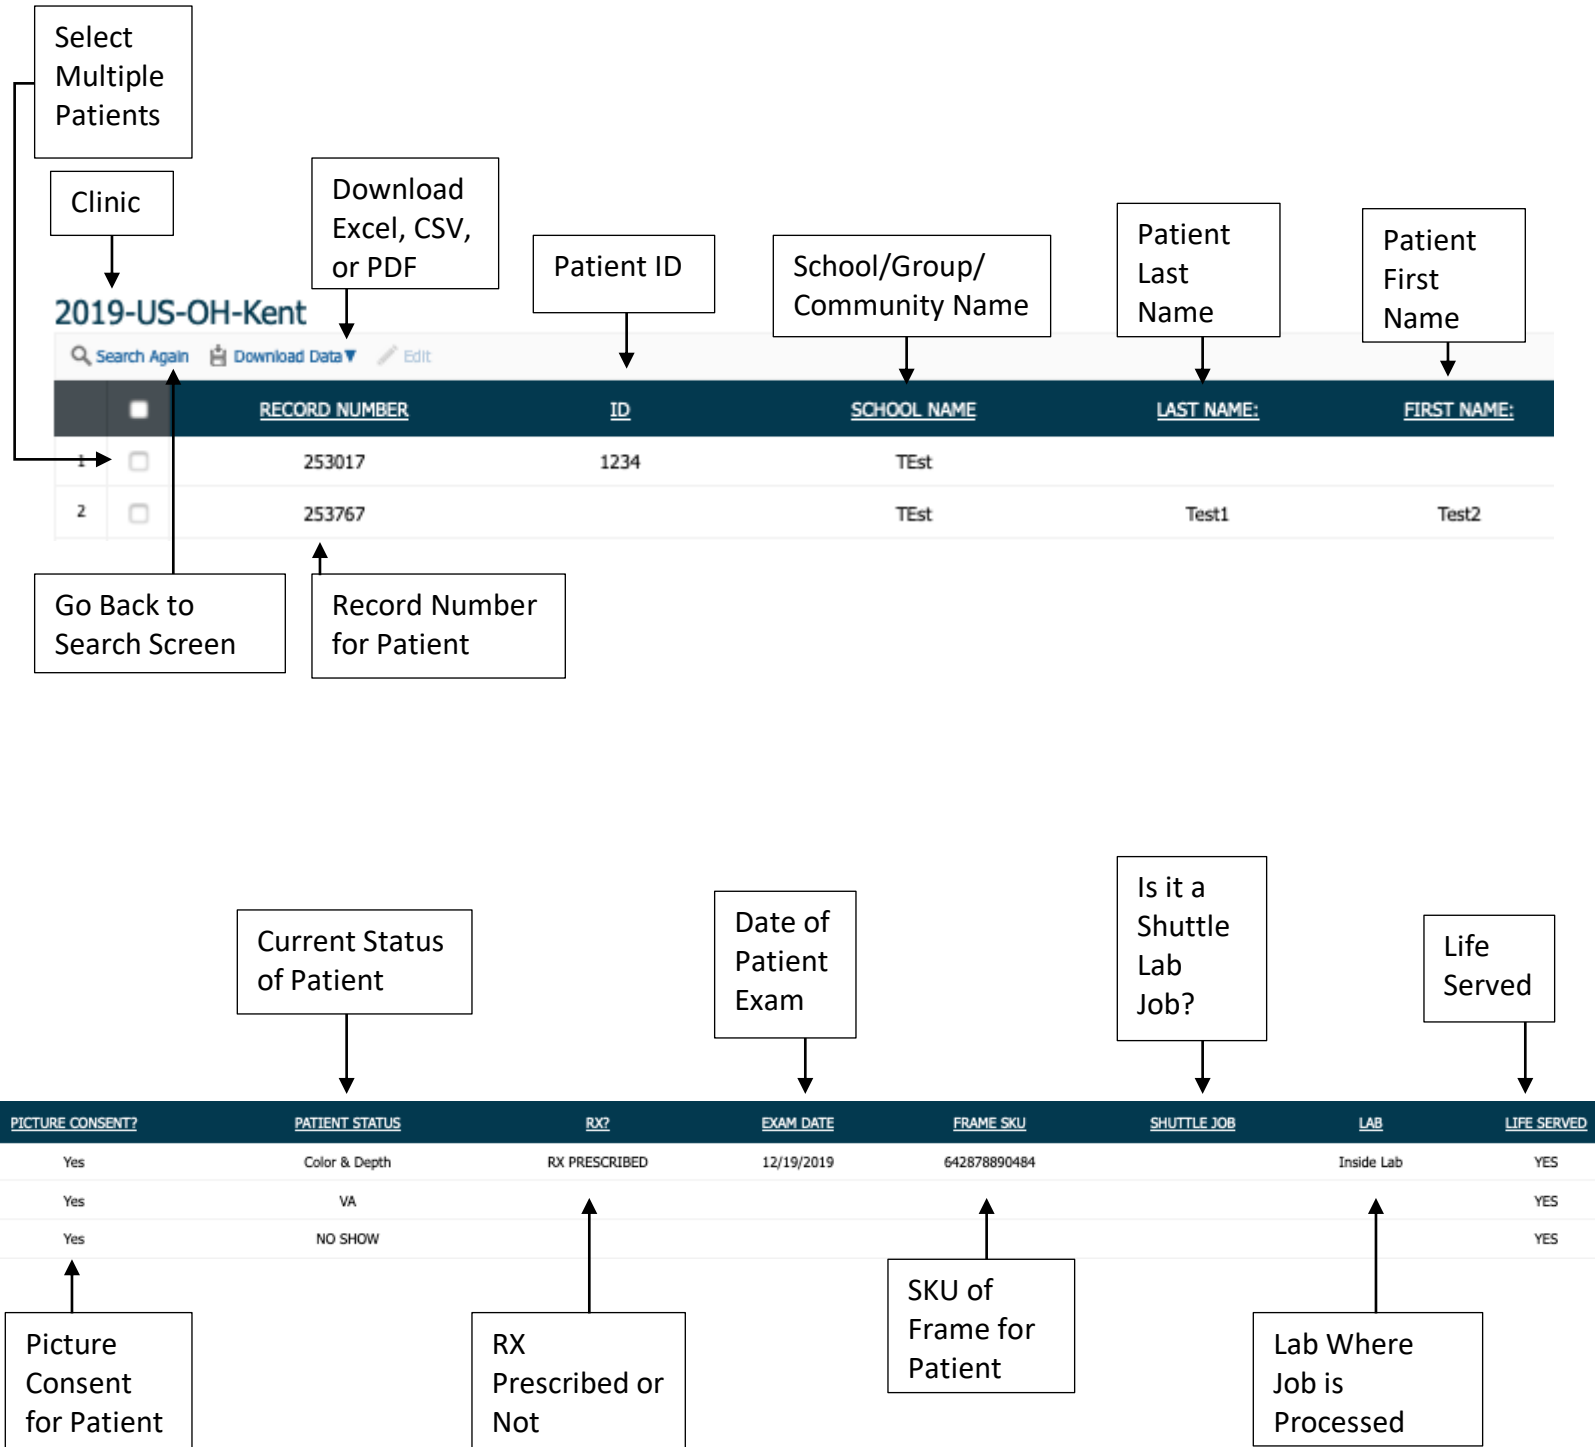 Select
Multiple
Patients
Clinic
Download
Excel, CSV,
or PDF
Patient ID
School/Group/
Community Name
Patient
Last
Name
Patient
First
Name
2019-US-OH-Kent
Search Again Download Data▼ Edit
RECORD NUMBER ID SCHOOL NAME LAST NAME: FIRST NAME:
1 253017 1234 TEst
2 253767 TEst Test1 Test2
Go Back to
Search Screen
Record Number
for Patient
Current Status
of Patient
Date of
Patient
Exam
Is it a
Shuttle
Lab
Job?
Life
Served
PICTURE CONSENT? PATIENT STATUS RX? EXAM DATE FRAME SKU SHUTTLE JOB LAB LIFE SERVED
Yes Color & Depth RX PRESCRIBED 12/19/2019 642878890484 Inside Lab YES
Yes VA YES
Yes NO SHOW YES
Picture
Consent
for Patient
RX
Prescribed or
Not
SKU of
Frame for
Patient
Lab Where
Job is
Processed